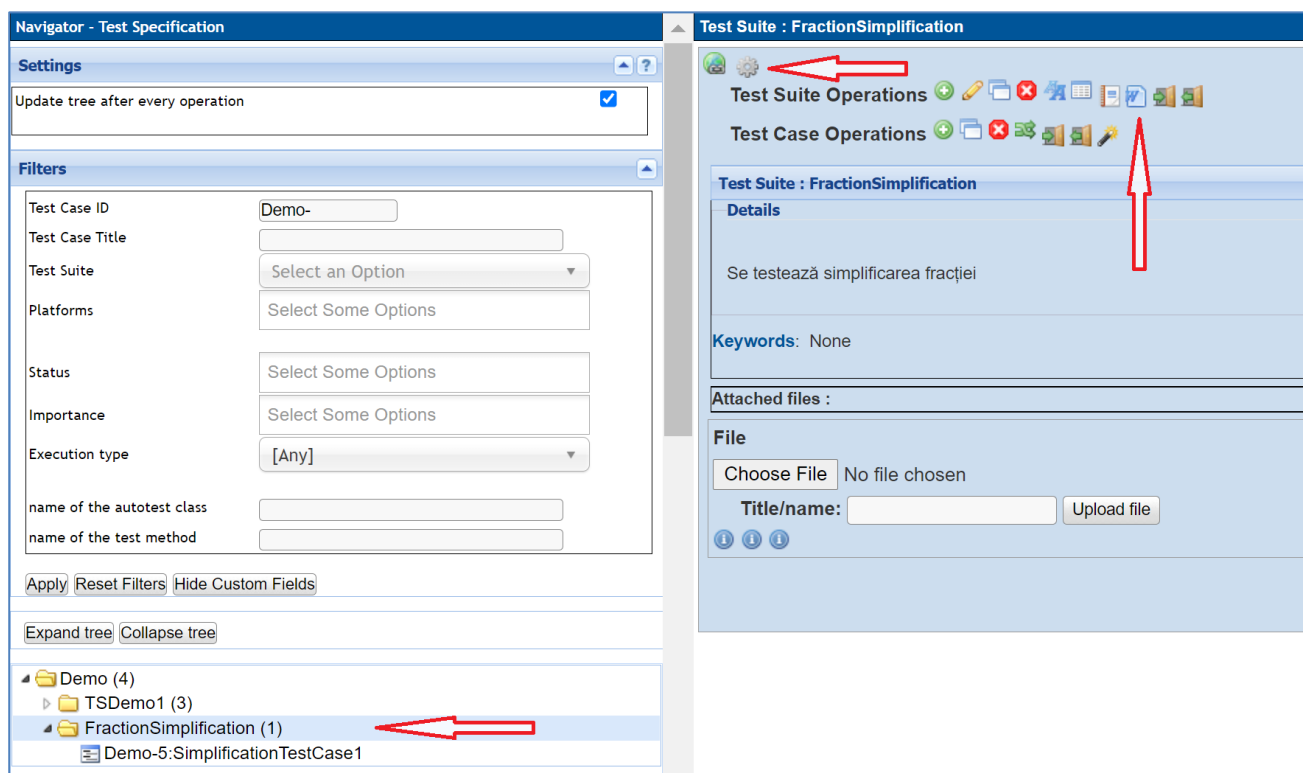 Navigator - Test Specification
Settings
?
Update tree after every operation
Filters
Test Case ID
Demo-
Test Case Title
Test Suite
Select an Option
Platforms
Select Some Options
Status
Select Some Options
Importance
Select Some Options
Execution type
[Any]
name of the autotest class
name of the test method
Apply Reset Filters Hide Custom Fields
Expand tree Collapse tree
Demo (4)
TSDemo1 (3)
FractionSimplification (1)
Demo-5:SimplificationTestCase1
Test Suite : FractionSimplification
Test Suite Operations
Test Case Operations
Test Suite : FractionSimplification
Details
Se testează simplificarea fracției
Keywords: None
Attached files :
File
Choose File No file chosen
Title/name: Upload file